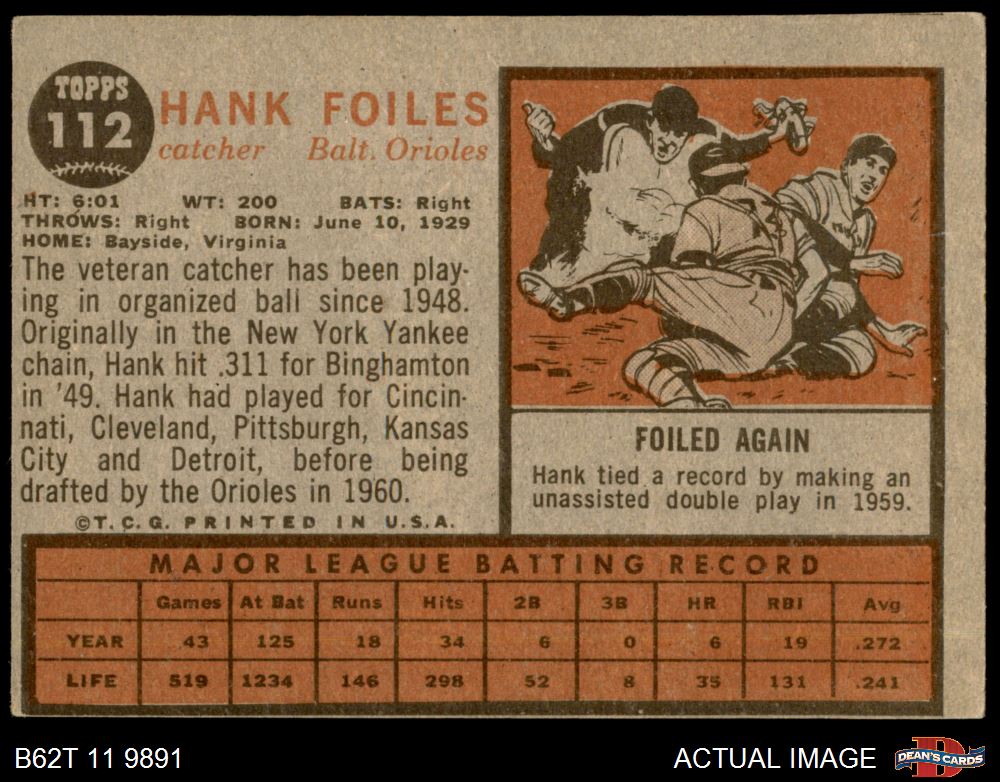 TOPPS
112
HANK FOILES
catcher Balt. Orioles
HT: 6:01 WT: 200 BATS: Right
THROWS: Right BORN: June 10, 1929
HOME: Bayside, Virginia
The veteran catcher has been play-
ing in organized ball since 1948.
Originally in the New York Yankee
chain, Hank hit .311 for Binghamton
in '49. Hank had played for Cincin-
nati, Cleveland, Pittsburgh, Kansas
City and Detroit, before being
drafted by the Orioles in 1960.
©T.C.G. PRINTED IN U.S.A.
FOILED AGAIN
Hank tied a record by making an
unassisted double play in 1959.
MAJOR LEAGUE BATTING RECORD
Games At Bat Runs Hits 2B 3B HR RBI Avg
YEAR 43 125 18 34 6 0 6 19 .272
LIFE 519 1234 146 298 52 8 35 131 .241
B62T 11 9891
ACTUAL IMAGE
D
DEAN'S CARDS